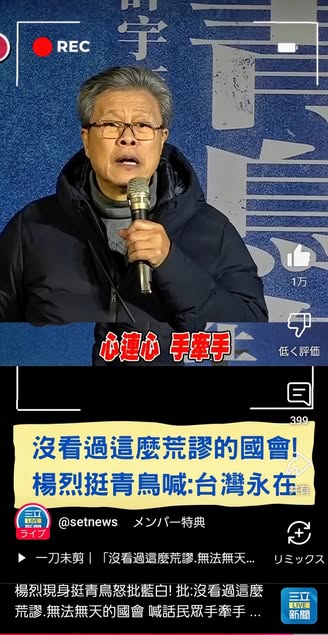 REC
1万
低く評価
心連心 手牽手
399
沒看過這麼荒謬的國會!
楊烈挺青鳥喊:台灣永在
共有
三立
LIVE
新聞
ライブ
@setnews メンバー特典
一刀未剪｜「沒看過這麼荒謬.無法無天...
リミックス
楊烈現身挺青鳥怒批藍白! 批:沒看過這麼
荒謬.無法無天的國會 喊話民眾手牽手 ...
三立
LIVE
新聞